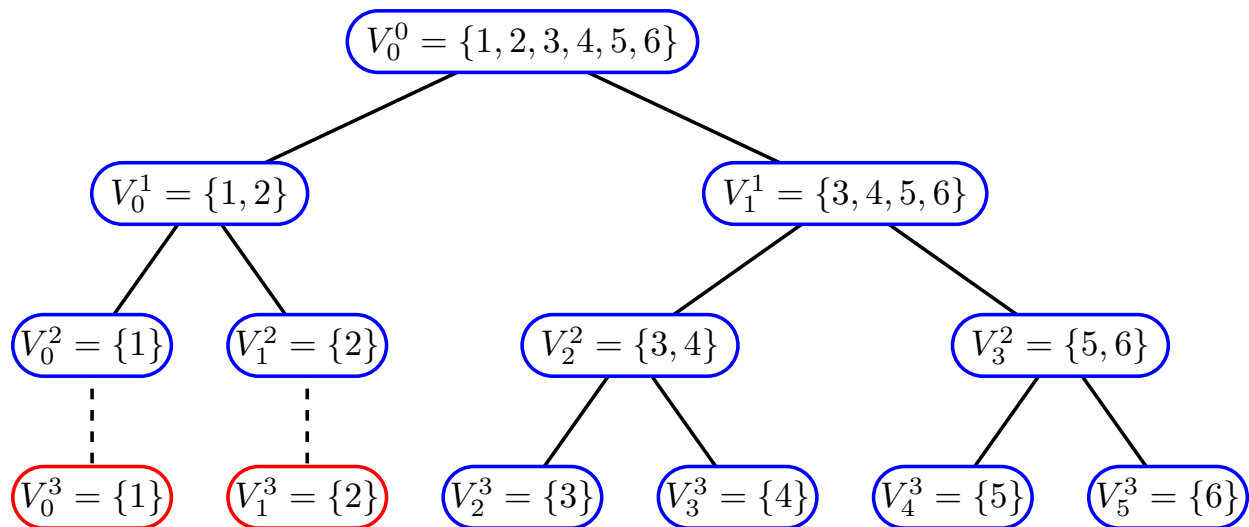 V_0^0 = {1, 2, 3, 4, 5, 6}
V_0^1 = {1, 2}
V_1^1 = {3, 4, 5, 6}
V_0^2 = {1}
V_1^2 = {2}
V_2^2 = {3, 4}
V_3^2 = {5, 6}
V_0^3 = {1}
V_1^3 = {2}
V_2^3 = {3}
V_3^3 = {4}
V_4^3 = {5}
V_5^3 = {6}